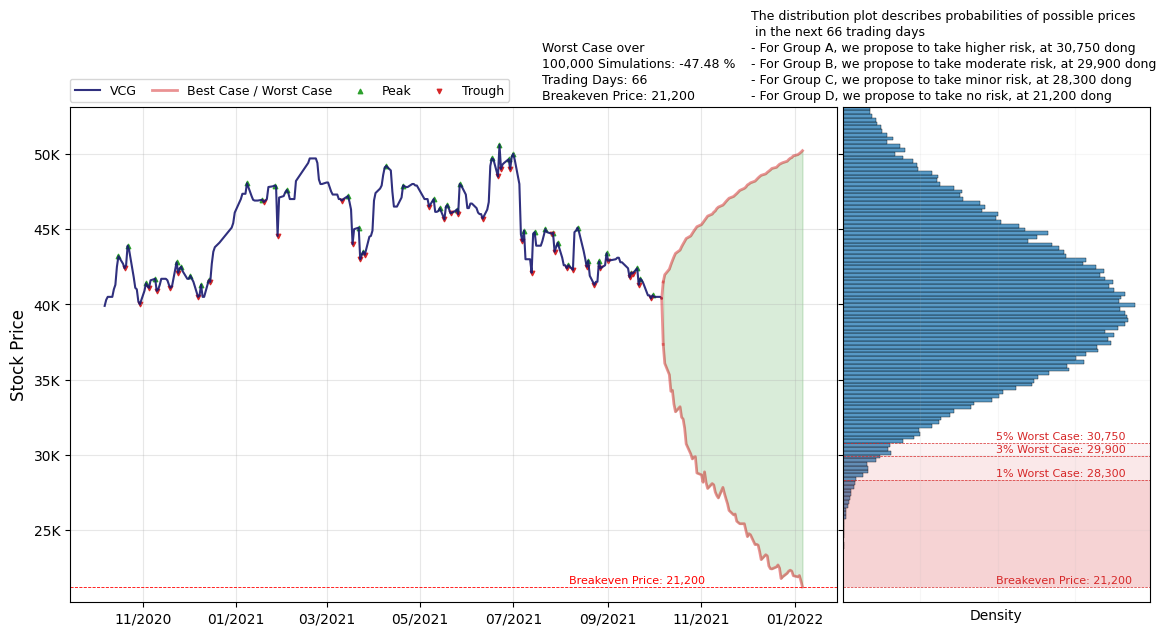 The distribution plot describes probabilities of possible prices
in the next 66 trading days
- For Group A, we propose to take higher risk, at 30,750 dong
- For Group B, we propose to take moderate risk, at 29,900 dong
- For Group C, we propose to take minor risk, at 28,300 dong
- For Group D, we propose to take no risk, at 21,200 dong
Worst Case over
100,000 Simulations: -47.48 %
Trading Days: 66
Breakeven Price: 21,200
VCG
Best Case / Worst Case
Peak
Trough
Stock Price
50K
45K
40K
35K
30K
25K
Breakeven Price: 21,200
11/2020
01/2021
03/2021
05/2021
07/2021
09/2021
11/2021
01/2022
5% Worst Case: 30,750
3% Worst Case: 29,900
1% Worst Case: 28,300
Breakeven Price: 21,200
Density